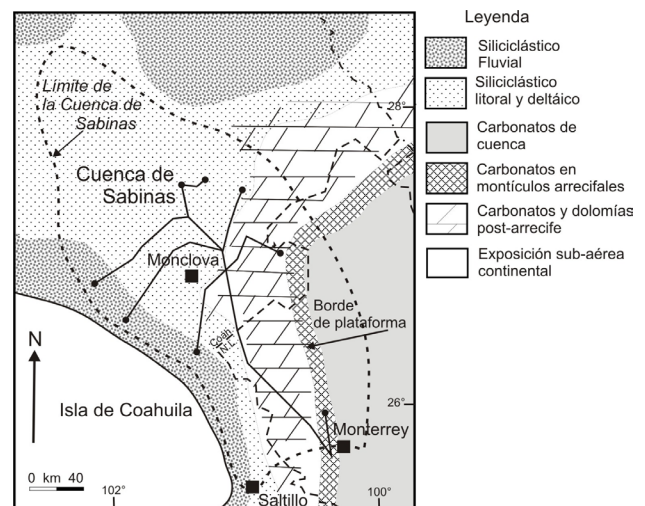 Leyenda
Siliciclástico
Fluvial
Siliciclástico
litoral y deltáico
Carbonatos de
cuenca
Carbonatos en
montículos arrecifales
Carbonatos y dolomías
post-arrecife
Exposición sub-aérea
continental
Límite de
la Cuenca de
Sabinas
28°
Cuenca de
Sabinas
Monclova
Borde
de plataforma
Coah.
N.L.
N
26°
Isla de Coahuila
Monterrey
0 km 40
102°
Saltillo
100°